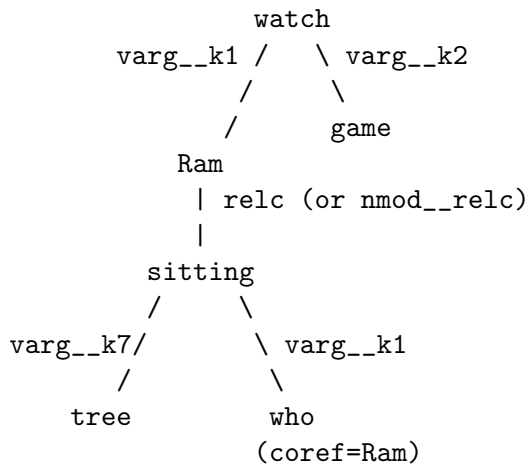 watch
varg__k1 / \ varg__k2
/ \
/ game
Ram
| relc (or nmod__relc)
|
sitting
/ \
varg__k7/ \ varg__k1
/ \
tree who
(coref=Ram)